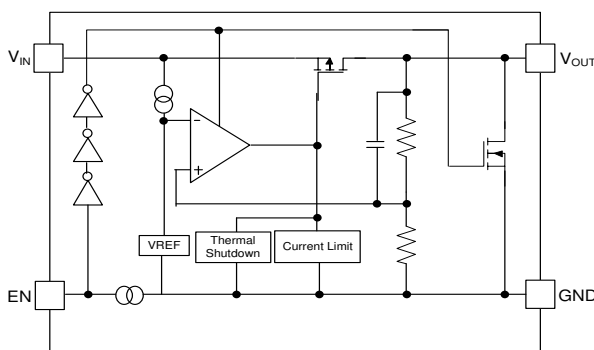 VIN
VOUT
−
+
VREF
Thermal
Shutdown
Current Limit
EN
GND